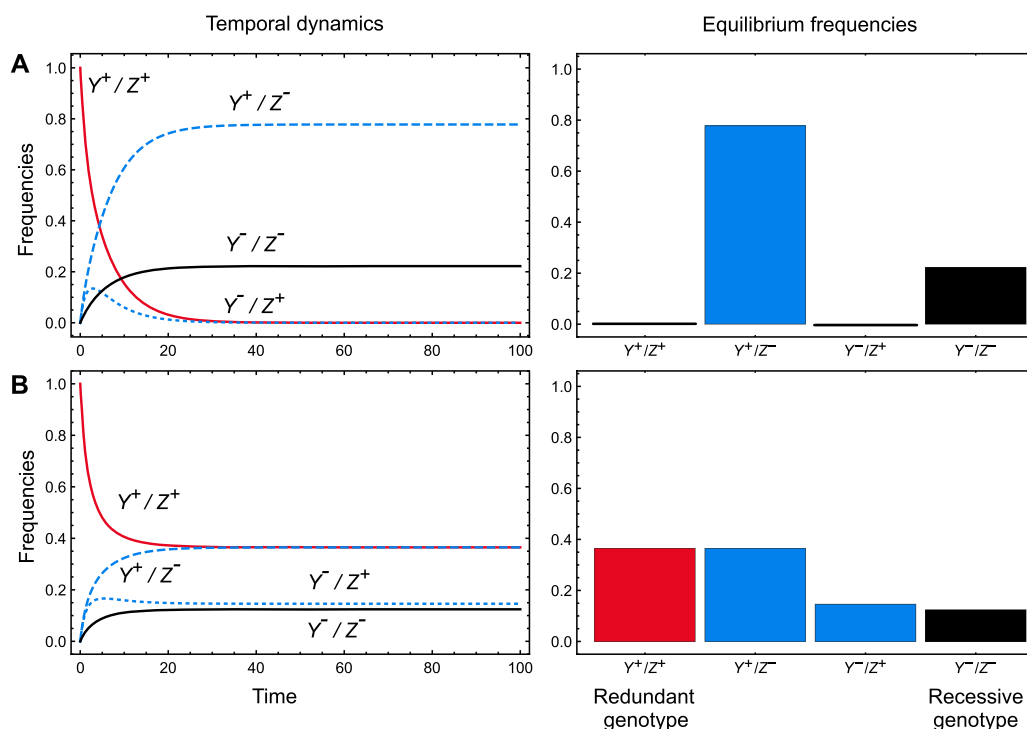 Temporal dynamics
Equilibrium frequencies
A
Frequencies
1.0
0.8
0.6
0.4
0.2
0.0
Y⁺/Z⁺
Y⁺/Z⁻
Y⁻/Z⁻
Y⁻/Z⁺
0 20 40 60 80 100
1.0
0.8
0.6
0.4
0.2
0.0
Y⁺/Z⁺ Y⁺/Z⁻ Y⁻/Z⁺ Y⁻/Z⁻
B
Frequencies
1.0
0.8
0.6
0.4
0.2
0.0
Y⁺/Z⁺
Y⁺/Z⁻
Y⁻/Z⁺
Y⁻/Z⁻
0 20 40 60 80 100
Time
1.0
0.8
0.6
0.4
0.2
0.0
Y⁺/Z⁺ Y⁺/Z⁻ Y⁻/Z⁺ Y⁻/Z⁻
Redundant
genotype
Recessive
genotype